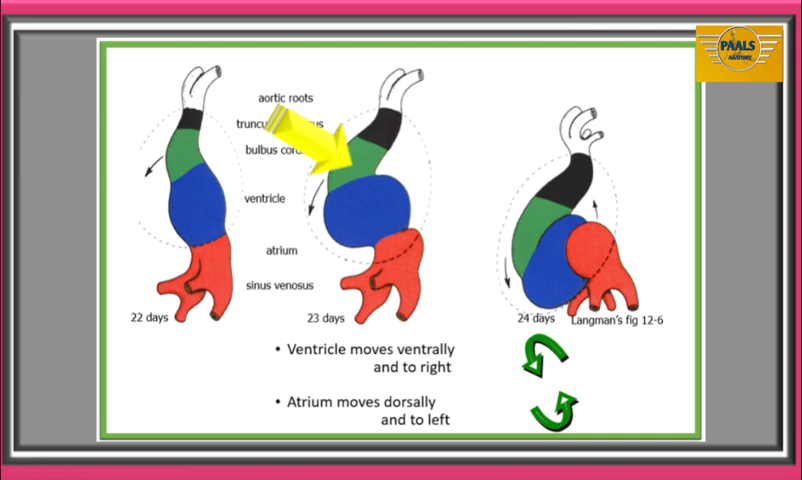 PAALS
ANATOMY
aortic roots
bulbus
ventricle
atrium
sinus venosus
22 days
23 days
24 days
Langman's fig 12-6
• Ventricle moves ventrally
and to right
• Atrium moves dorsally
and to left